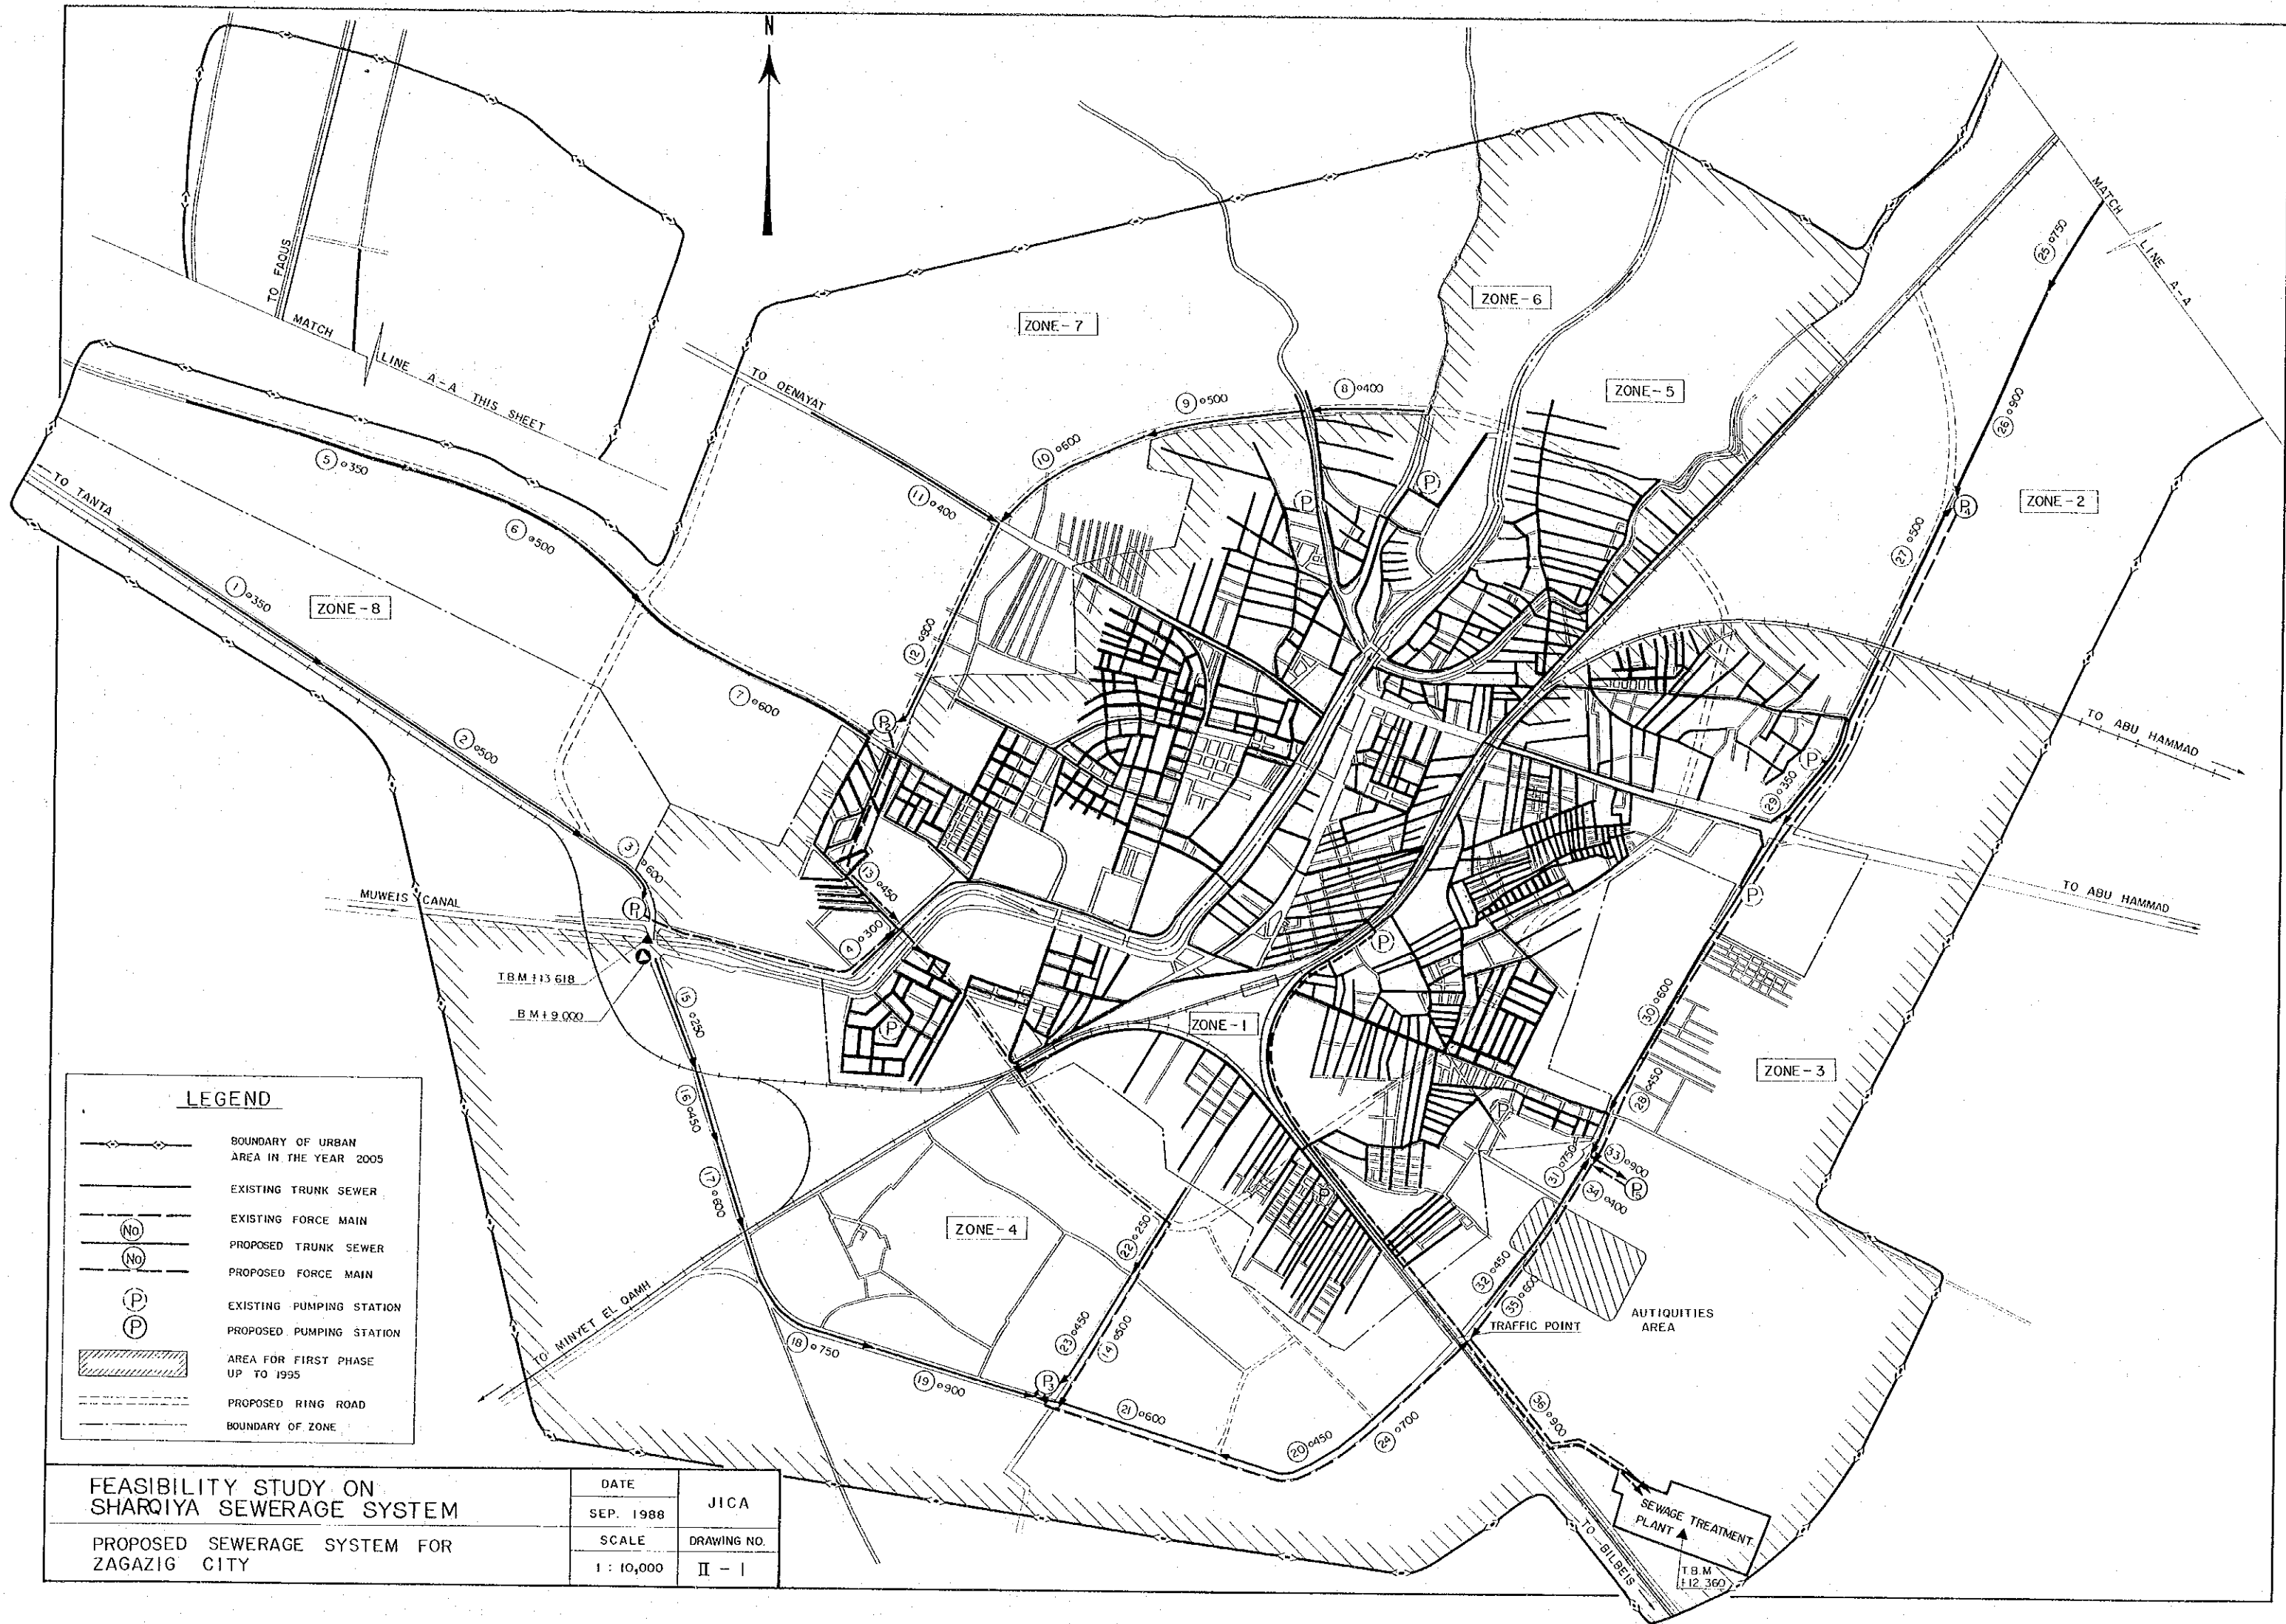 N
TO FAQUS
MATCH
LINE A-A THIS SHEET
MATCH
LINE A-A
TO QENAYAT
TO TANTA
ZONE-7
ZONE-6
ZONE-5
ZONE-2
ZONE-8
ZONE-1
ZONE-3
ZONE-4
25 ø750
26 ø900
27 ø500
8 ø400
9 ø500
10 ø600
11 ø400
12 ø900
5 ø350
6 ø500
7 ø600
1 ø350
2 ø500
3 ø600
4 ø300
13 ø450
29 ø350
30 ø600
28 ø450
31 ø750
33 ø900
34 ø400
32 ø450
35 ø600
36 ø900
15 ø250
16 ø450
17 ø600
18 ø750
19 ø900
22 ø250
23 ø450
14 ø500
21 ø600
20 ø450
24 ø700
P1
P2
P3
P4
P5
P
P
P
P
P
P
P
P
MUWEIS CANAL
T.B.M +13.618
B.M +9.000
TO ABU HAMMAD
TO ABU HAMMAD
TO MINYET EL QAMH
AUTIQUITIES
AREA
TRAFFIC POINT
SEWAGE TREATMENT
PLANT
T.B.M
+12.360
TO BILBEIS
LEGEND
BOUNDARY OF URBAN
AREA IN THE YEAR 2005
EXISTING TRUNK SEWER
EXISTING FORCE MAIN
No PROPOSED TRUNK SEWER
No PROPOSED FORCE MAIN
P EXISTING PUMPING STATION
P PROPOSED PUMPING STATION
AREA FOR FIRST PHASE
UP TO 1995
PROPOSED RING ROAD
BOUNDARY OF ZONE
FEASIBILITY STUDY ON
SHARQIYA SEWERAGE SYSTEM
PROPOSED SEWERAGE SYSTEM FOR
ZAGAZIG CITY
DATE
SEP. 1988
SCALE
1 : 10,000
JICA
DRAWING NO.
II - 1